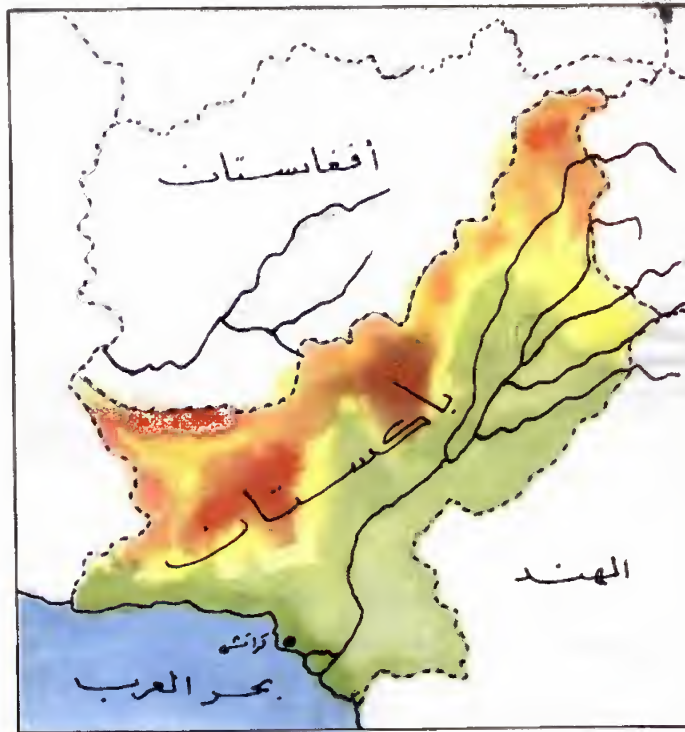 أفغانستان
باكستان
الهند
كراتشي
بحر العرب